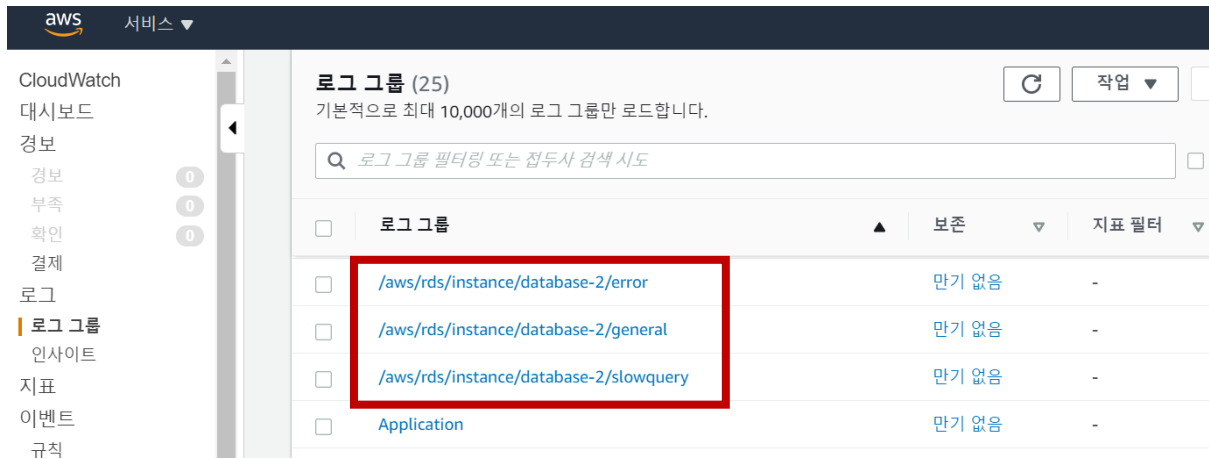 aws 서비스 ▼
CloudWatch
대시보드
경보
경보 0
부족 0
확인 0
결제
로그
로그 그룹
인사이트
지표
이벤트
규칙
로그 그룹 (25)
기본적으로 최대 10,000개의 로그 그룹만 로드합니다.
작업 ▼
로그 그룹 필터링 또는 접두사 검색 시도
로그 그룹 ▲ 보존 ▽ 지표 필터 ▽
/aws/rds/instance/database-2/error 만기 없음 -
/aws/rds/instance/database-2/general 만기 없음 -
/aws/rds/instance/database-2/slowquery 만기 없음 -
Application 만기 없음 -